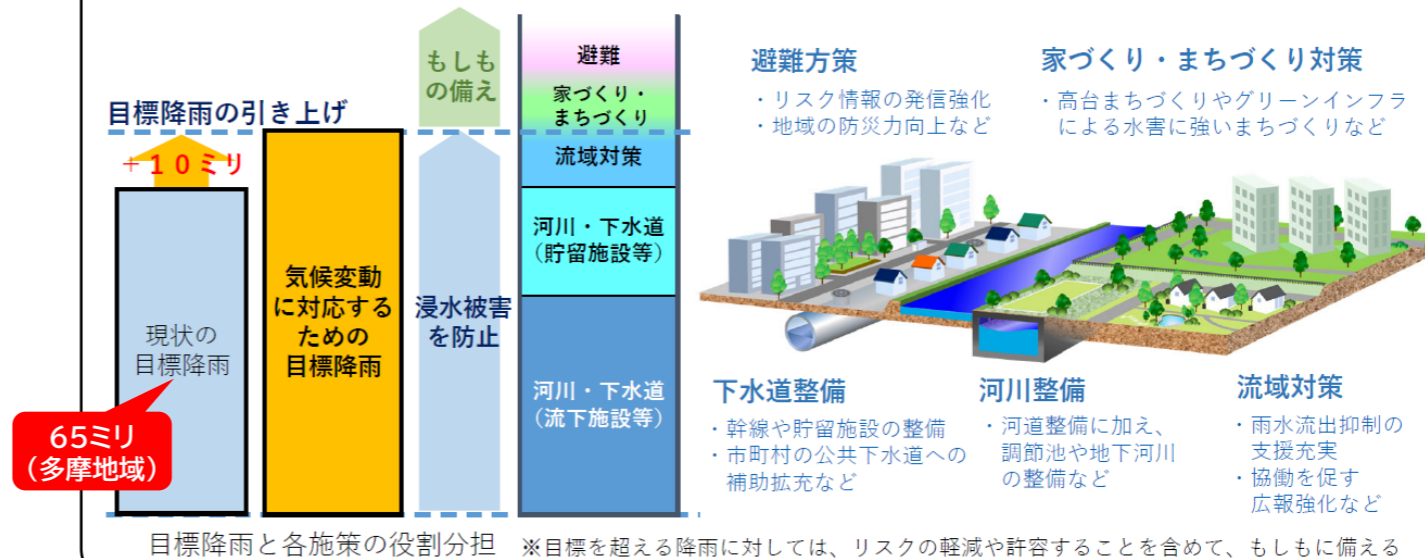 目標降雨の引き上げ
+10ミリ
現状の
目標降雨
65ミリ
(多摩地域)
気候変動
に対応する
ための
目標降雨
もしも
の備え
浸水被害
を防止
避難
家づくり・
まちづくり
流域対策
河川・下水道
(貯留施設等)
河川・下水道
(流下施設等)
目標降雨と各施策の役割分担
避難方策
・リスク情報の発信強化
・地域の防災力向上など
家づくり・まちづくり対策
・高台まちづくりやグリーンインフラ
による水害に強いまちづくりなど
下水道整備
・幹線や貯留施設の整備
・市町村の公共下水道への
補助拡充など
河川整備
・河道整備に加え、
調節池や地下河川
の整備など
流域対策
・雨水流出抑制の
支援充実
・協働を促す
広報強化など
※目標を超える降雨に対しては、リスクの軽減や許容することを含めて、もしもに備える